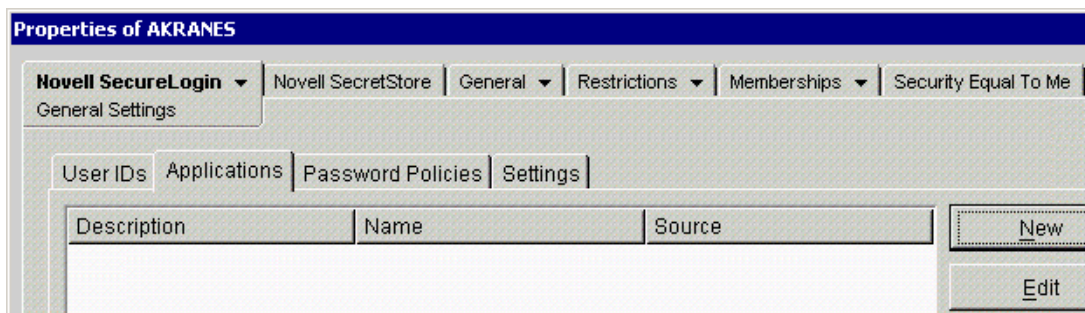 Properties of AKRANES
Novell SecureLogin Novell SecretStore General Restrictions Memberships Security Equal To Me
General Settings
User IDs Applications Password Policies Settings
Description Name Source New
Edit